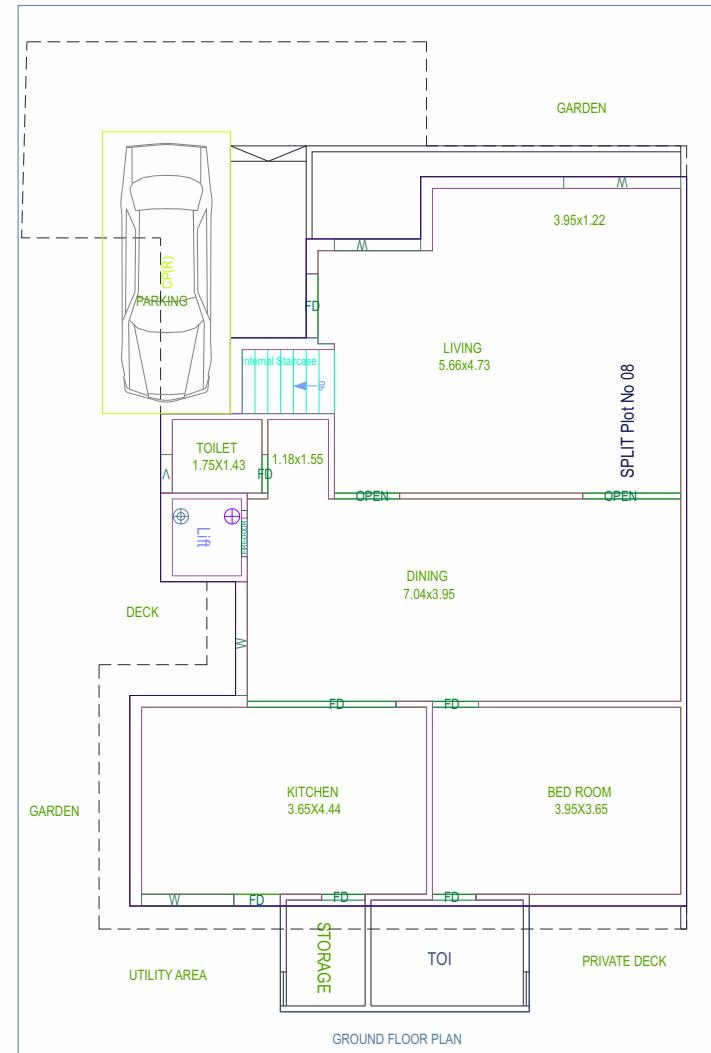 GARDEN
W
3.95x1.22
W
CP(R)
PARKING
FD
LIVING
5.66x4.73
nternal Staircase
SPLIT Plot No 08
TOILET
1.75X1.43
1.18x1.55
W
FD
OPEN
OPEN
Lift
DINING
7.04x3.95
DECK
W
FD
FD
KITCHEN
3.65X4.44
BED ROOM
3.95X3.65
GARDEN
W
FD
FD
FD
STORAGE
TOI
UTILITY AREA
PRIVATE DECK
GROUND FLOOR PLAN